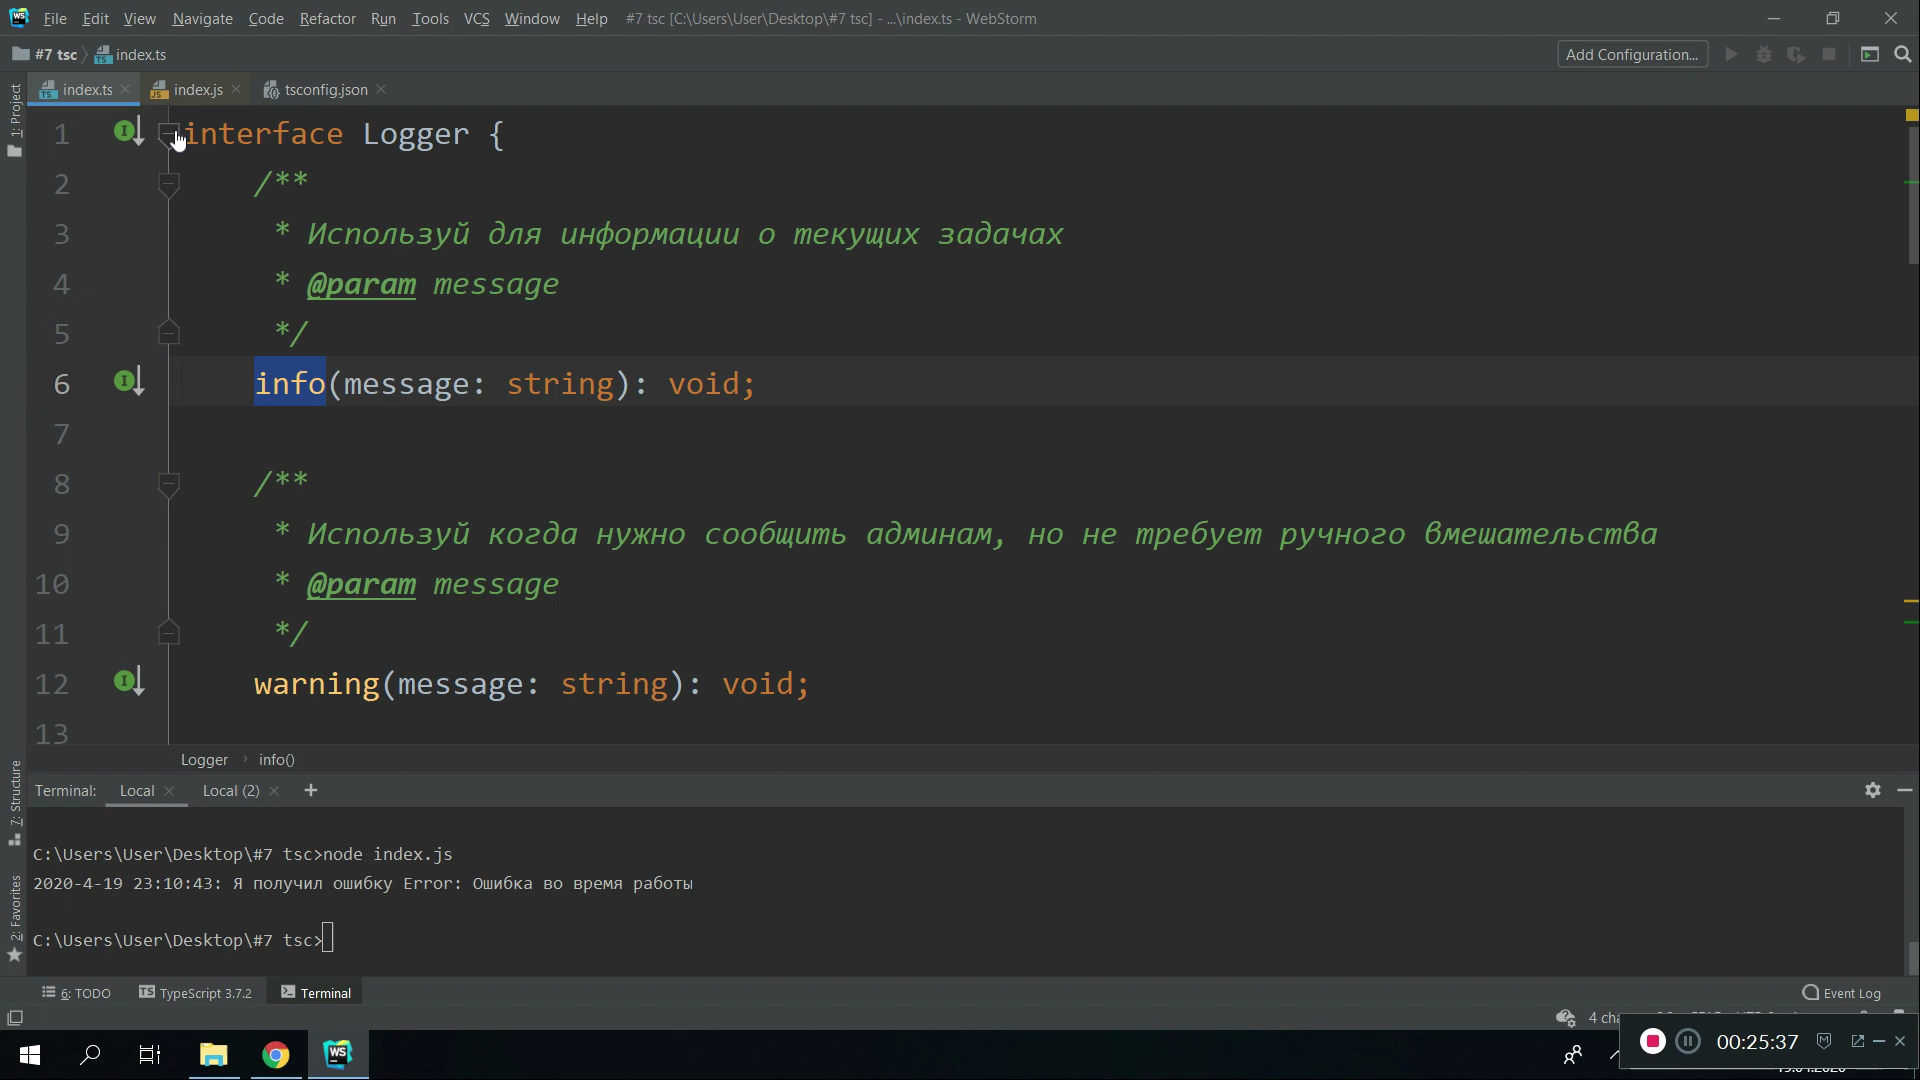 File Edit View Navigate Code Refactor Run Tools VCS Window Help #7 tsc [C:\Users\User\Desktop\#7 tsc] - ...\index.ts - WebStorm
#7 tsc index.ts Add Configuration...
index.ts index.js tsconfig.json
1: Project
1 interface Logger {
2 /**
3 * Используй для информации о текущих задачах
4 * @param message
5 */
6 info(message: string): void;
7
8 /**
9 * Используй когда нужно сообщить админам, но не требует ручного вмешательства
10 * @param message
11 */
12 warning(message: string): void;
13
Logger info()
7: Structure
2: Favorites
Terminal: Local Local (2) +
C:\Users\User\Desktop\#7 tsc>node index.js
2020-4-19 23:10:43: Я получил ошибку Error: Ошибка во время работы
C:\Users\User\Desktop\#7 tsc>
6: TODO TypeScript 3.7.2 Terminal Event Log
4
00:25:37